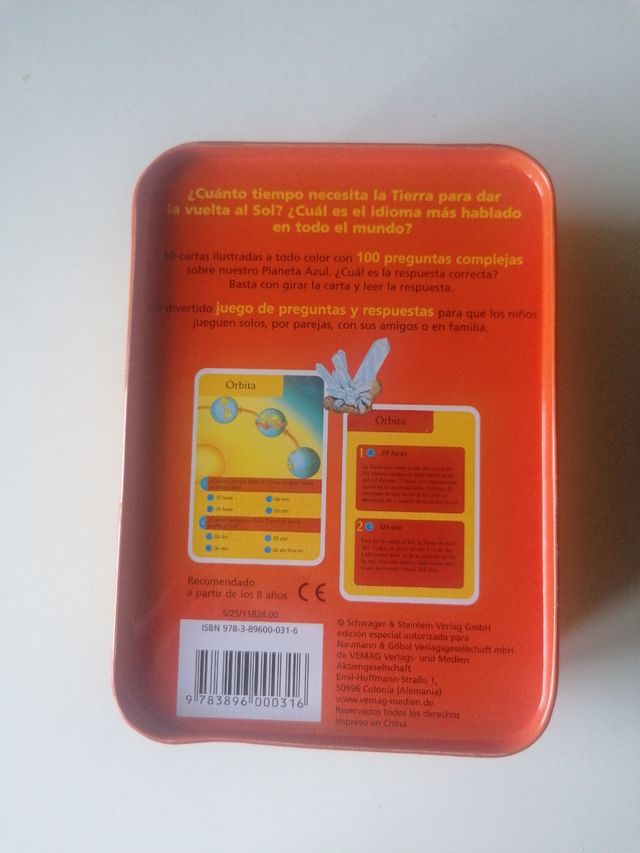 ¿Cuánto tiempo necesita la Tierra para dar
la vuelta al Sol? ¿Cuál es el idioma más hablado
en todo el mundo?
50 cartas ilustradas a todo color con 100 preguntas complejas
sobre nuestro Planeta Azul. ¿Cuál es la respuesta correcta?
Basta con girar la carta y leer la respuesta.
Un divertido juego de preguntas y respuestas para que los niños
jueguen solos, por parejas, con sus amigos o en familia.
Órbita
Órbita
1 B 24 horas
2 C Un año
Recomendado
a partir de los 8 años
CE
5/25/11828.00
ISBN 978-3-89600-031-6
9 783896 000316
© Schwager & Steinlein Verlag GmbH
edición especial autorizada para
Naumann & Göbel Verlagsgesellschaft mbH
de VEMAG Verlags- und Medien
Aktiengesellschaft
Emil-Hoffmann-Straße 1,
50996 Colonia (Alemania)
www.vemag-medien.de
Reservados todos los derechos
Impreso en China